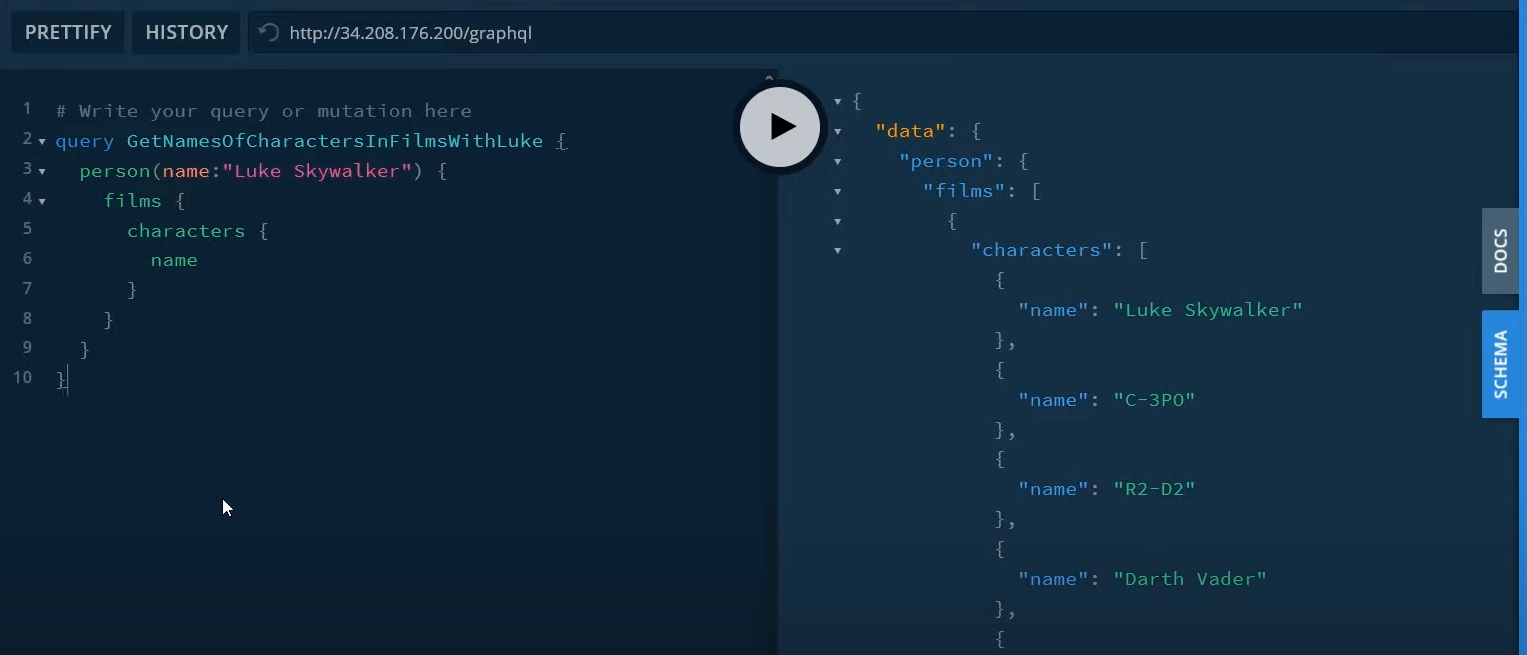 PRETTIFY HISTORY http://34.208.176.200/graphql
1 # Write your query or mutation here
2 query GetNamesOfCharactersInFilmsWithLuke {
3 person(name:"Luke Skywalker") {
4 films {
5 characters {
6 name
7 }
8 }
9 }
10 }
{
"data": {
"person": {
"films": [
{
"characters": [
{
"name": "Luke Skywalker"
},
{
"name": "C-3PO"
},
{
"name": "R2-D2"
},
{
"name": "Darth Vader"
},
{
DOCS
SCHEMA